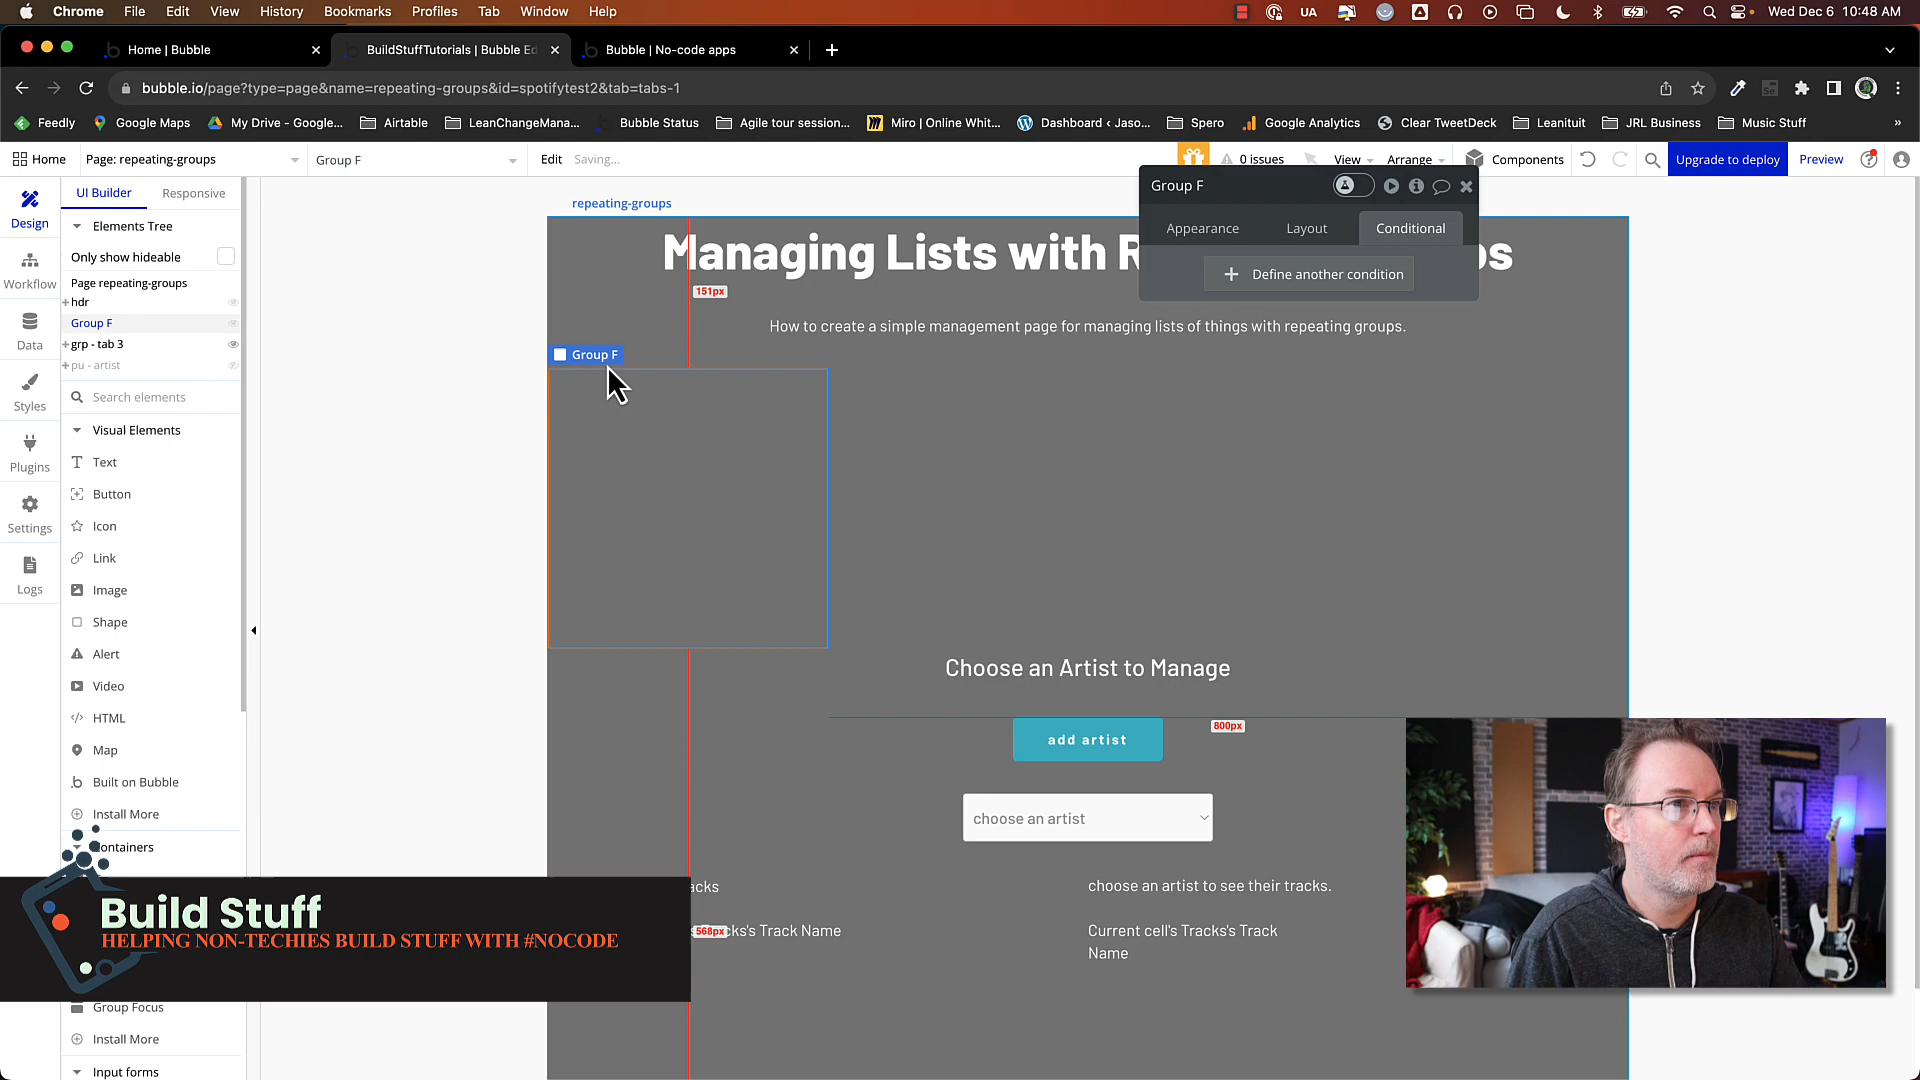 Chrome File Edit View History Bookmarks Profiles Tab Window Help UA Wed Dec 6 10:48 AM
Home | Bubble BuildStuffTutorials | Bubble Ed Bubble | No-code apps
bubble.io/page?type=page&name=repeating-groups&id=spotifytest2&tab=tabs-1
Feedly Google Maps My Drive - Google... Airtable LeanChangeMana... Bubble Status Agile tour session... Miro | Online Whit... Dashboard ‹ Jaso... Spero Google Analytics Clear TweetDeck Leanintuit JRL Business Music Stuff »
Home Page: repeating-groups Group F Edit Saving... 0 issues View Arrange Components Upgrade to deploy Preview
Design
Workflow
Data
Styles
Plugins
Settings
Logs
UI Builder Responsive
Elements Tree
Only show hideable
Page repeating-groups
hdr
Group F
grp - tab 3
pu - artist
Search elements
Visual Elements
Text
Button
Icon
Link
Image
Shape
Alert
Video
HTML
Map
Built on Bubble
Install More
ontainers
Group Focus
Install More
Input forms
repeating-groups
Managing Lists with R
ps
151px
How to create a simple management page for managing lists of things with repeating groups.
Group F
Group F
Appearance Layout Conditional
Define another condition
Choose an Artist to Manage
800px
add artist
choose an artist
acks
choose an artist to see their tracks.
568px
cks's Track Name
Current cell's Tracks's Track
Name
Build Stuff
HELPING NON-TECHIES BUILD STUFF WITH #NOCODE